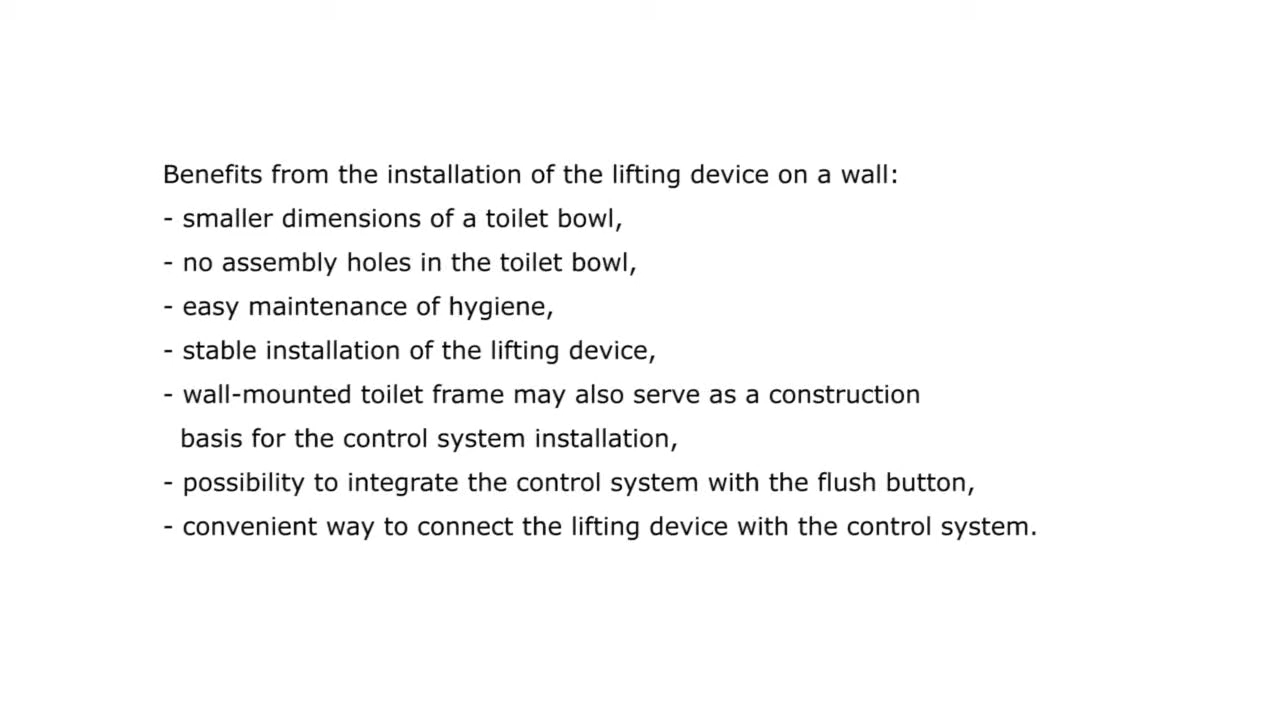 Benefits from the installation of the lifting device on a wall:
- smaller dimensions of a toilet bowl,
- no assembly holes in the toilet bowl,
- easy maintenance of hygiene,
- stable installation of the lifting device,
- wall-mounted toilet frame may also serve as a construction
basis for the control system installation,
- possibility to integrate the control system with the flush button,
- convenient way to connect the lifting device with the control system.